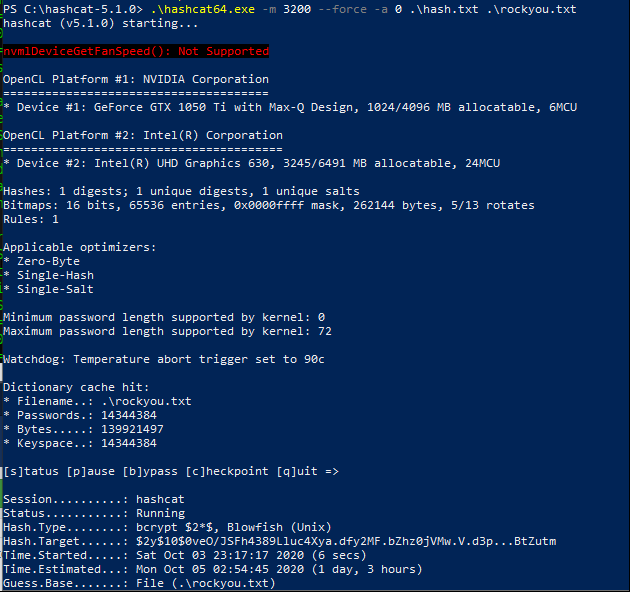 PS C:\hashcat-5.1.0> .\hashcat64.exe -m 3200 --force -a 0 .\hash.txt .\rockyou.txt
hashcat (v5.1.0) starting...
nvmlDeviceGetFanSpeed(): Not Supported
OpenCL Platform #1: NVIDIA Corporation
======================================
* Device #1: GeForce GTX 1050 Ti with Max-Q Design, 1024/4096 MB allocatable, 6MCU
OpenCL Platform #2: Intel(R) Corporation
========================================
* Device #2: Intel(R) UHD Graphics 630, 3245/6491 MB allocatable, 24MCU
Hashes: 1 digests; 1 unique digests, 1 unique salts
Bitmaps: 16 bits, 65536 entries, 0x0000ffff mask, 262144 bytes, 5/13 rotates
Rules: 1
Applicable optimizers:
* Zero-Byte
* Single-Hash
* Single-Salt
Minimum password length supported by kernel: 0
Maximum password length supported by kernel: 72
Watchdog: Temperature abort trigger set to 90c
Dictionary cache hit:
* Filename..: .\rockyou.txt
* Passwords.: 14344384
* Bytes.....: 139921497
* Keyspace..: 14344384
[s]tatus [p]ause [b]ypass [c]heckpoint [q]uit =>
Session..........: hashcat
Status...........: Running
Hash.Type........: bcrypt $2*$, Blowfish (Unix)
Hash.Target......: $2y$10$0veO/JSFh4389Lluc4Xya.dfy2MF.bZhz0jVMw.V.d3p...BtZutm
Time.Started.....: Sat Oct 03 23:17:17 2020 (6 secs)
Time.Estimated...: Mon Oct 05 02:54:45 2020 (1 day, 3 hours)
Guess.Base.......: File (.\rockyou.txt)